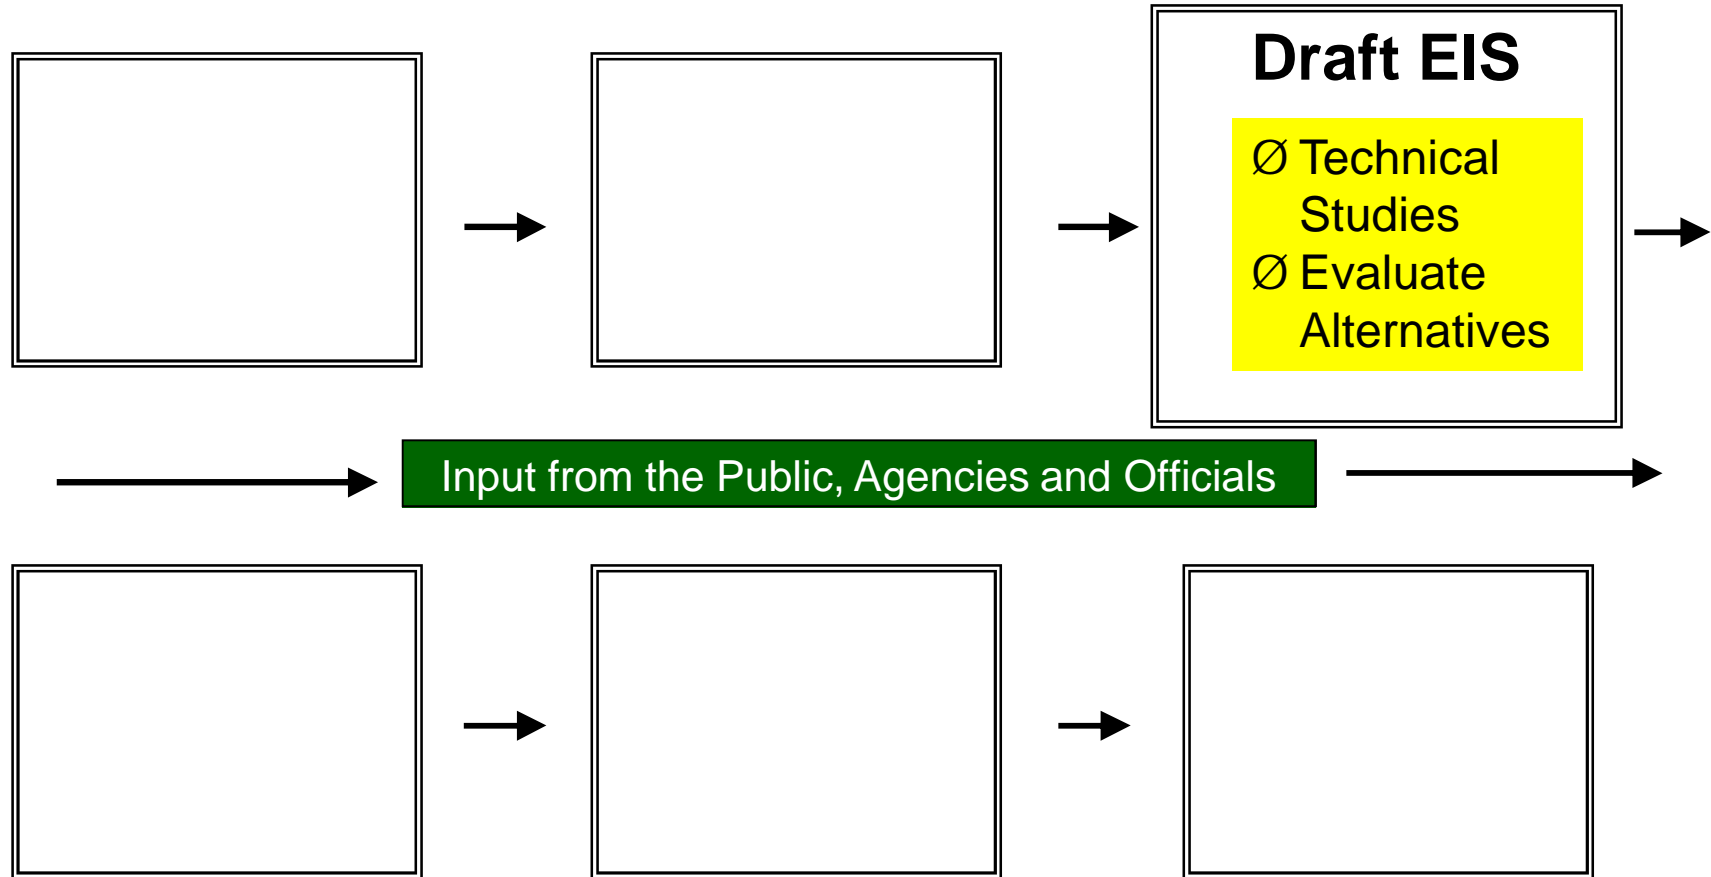 Draft EIS
Ø Technical
Studies
Ø Evaluate
Alternatives
Input from the Public, Agencies and Officials